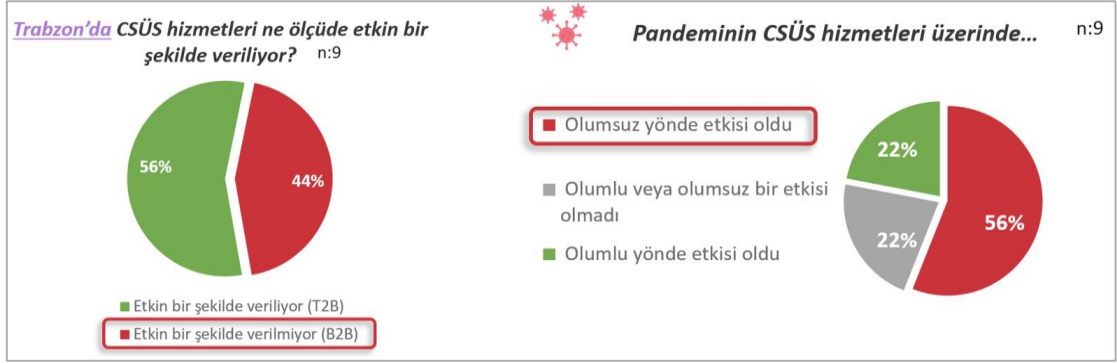 Trabzon’da CSÜS hizmetleri ne ölçüde etkin bir
şekilde veriliyor? n:9
56%
44%
Etkin bir şekilde veriliyor (T2B)
Etkin bir şekilde verilmiyor (B2B)
Pandeminin CSÜS hizmetleri üzerinde... n:9
Olumsuz yönde etkisi oldu
Olumlu veya olumsuz bir etkisi
olmadı
Olumlu yönde etkisi oldu
22%
22%
56%